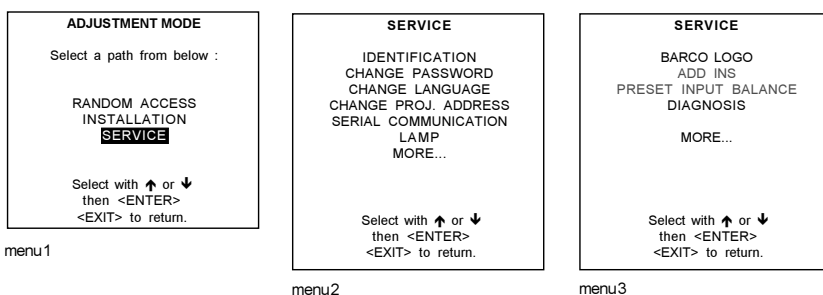 ADJUSTMENT MODE
Select a path from below :
RANDOM ACCESS
INSTALLATION
SERVICE
Select with ↑ or ↓
then <ENTER>
<EXIT> to return.
menu1
SERVICE
IDENTIFICATION
CHANGE PASSWORD
CHANGE LANGUAGE
CHANGE PROJ. ADDRESS
SERIAL COMMUNICATION
LAMP
MORE...
Select with ↑ or ↓
then <ENTER>
<EXIT> to return.
menu2
SERVICE
BARCO LOGO
ADD INS
PRESET INPUT BALANCE
DIAGNOSIS
MORE...
Select with ↑ or ↓
then <ENTER>
<EXIT> to return.
menu3